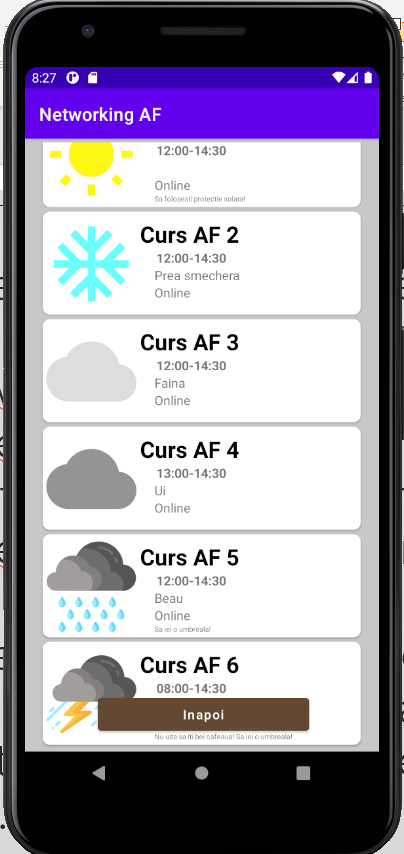 8:27
Networking AF
12:00-14:30
Online
Sa folosesti protectie solara!
Curs AF 2
12:00-14:30
Prea smechera
Online
Curs AF 3
12:00-14:30
Faina
Online
Curs AF 4
13:00-14:30
Ui
Online
Curs AF 5
12:00-14:30
Beau
Online
Sa iei o umbrela!
Curs AF 6
08:00-14:30
Inapoi
Nu uita sa iti bei cafeaua! Sa iei o umbrela!